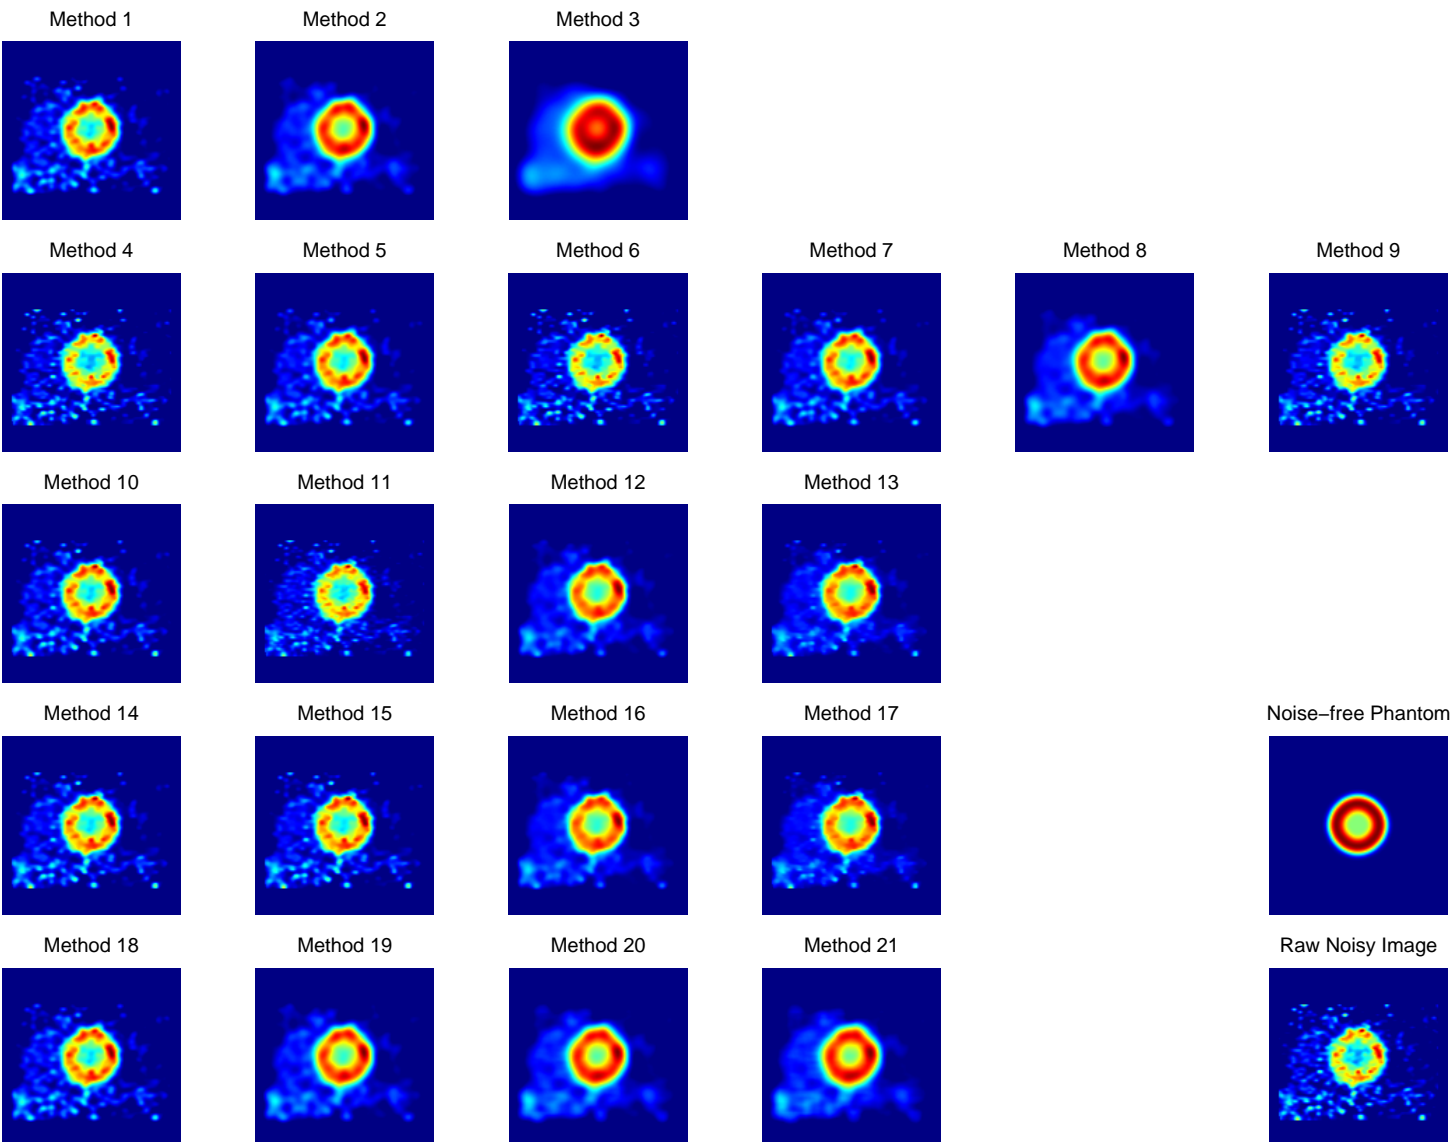 Method 1
Method 2
Method 3
Method 4
Method 5
Method 6
Method 7
Method 8
Method 9
Method 10
Method 11
Method 12
Method 13
Method 14
Method 15
Method 16
Method 17
Noise−free Phantom
Method 18
Method 19
Method 20
Method 21
Raw Noisy Image